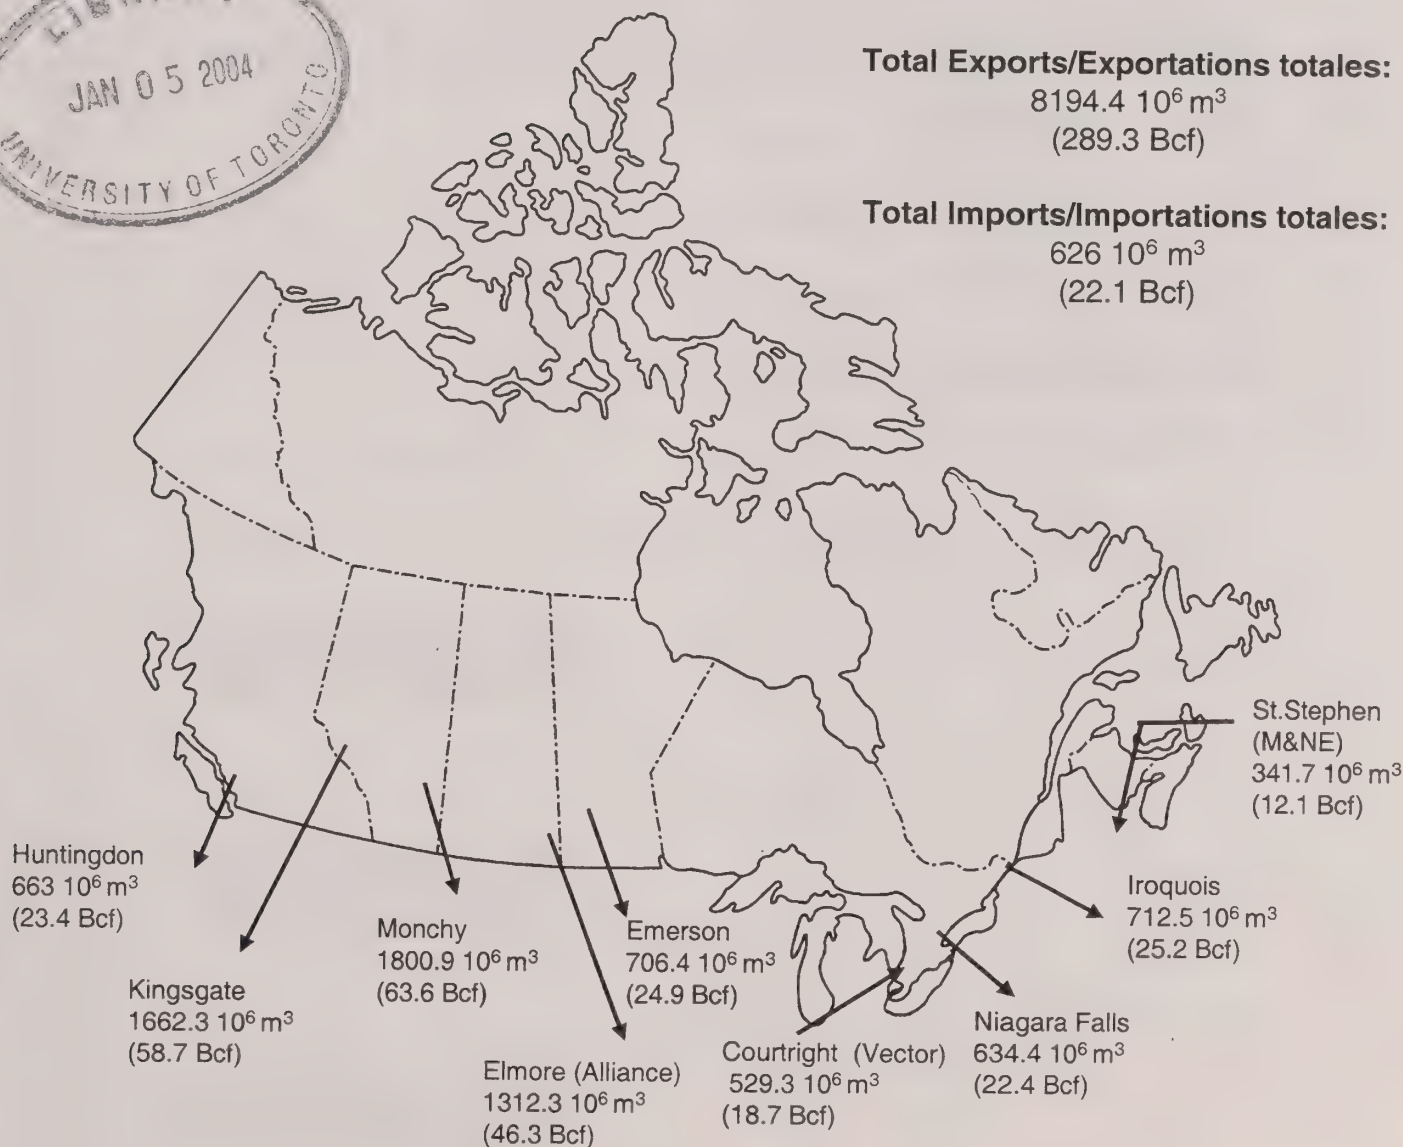 JAN 05 2004
UNIVERSITY OF TORONTO
Total Exports/Exportations totales:
8194.4 10⁶ m³
(289.3 Bcf)
Total Imports/Importations totales:
626 10⁶ m³
(22.1 Bcf)
St.Stephen
(M&NE)
341.7 10⁶ m³
(12.1 Bcf)
Huntingdon
663 10⁶ m³
(23.4 Bcf)
Kingsgate
1662.3 10⁶ m³
(58.7 Bcf)
Monchy
1800.9 10⁶ m³
(63.6 Bcf)
Elmore (Alliance)
1312.3 10⁶ m³
(46.3 Bcf)
Emerson
706.4 10⁶ m³
(24.9 Bcf)
Courtright (Vector)
529.3 10⁶ m³
(18.7 Bcf)
Niagara Falls
634.4 10⁶ m³
(22.4 Bcf)
Iroquois
712.5 10⁶ m³
(25.2 Bcf)